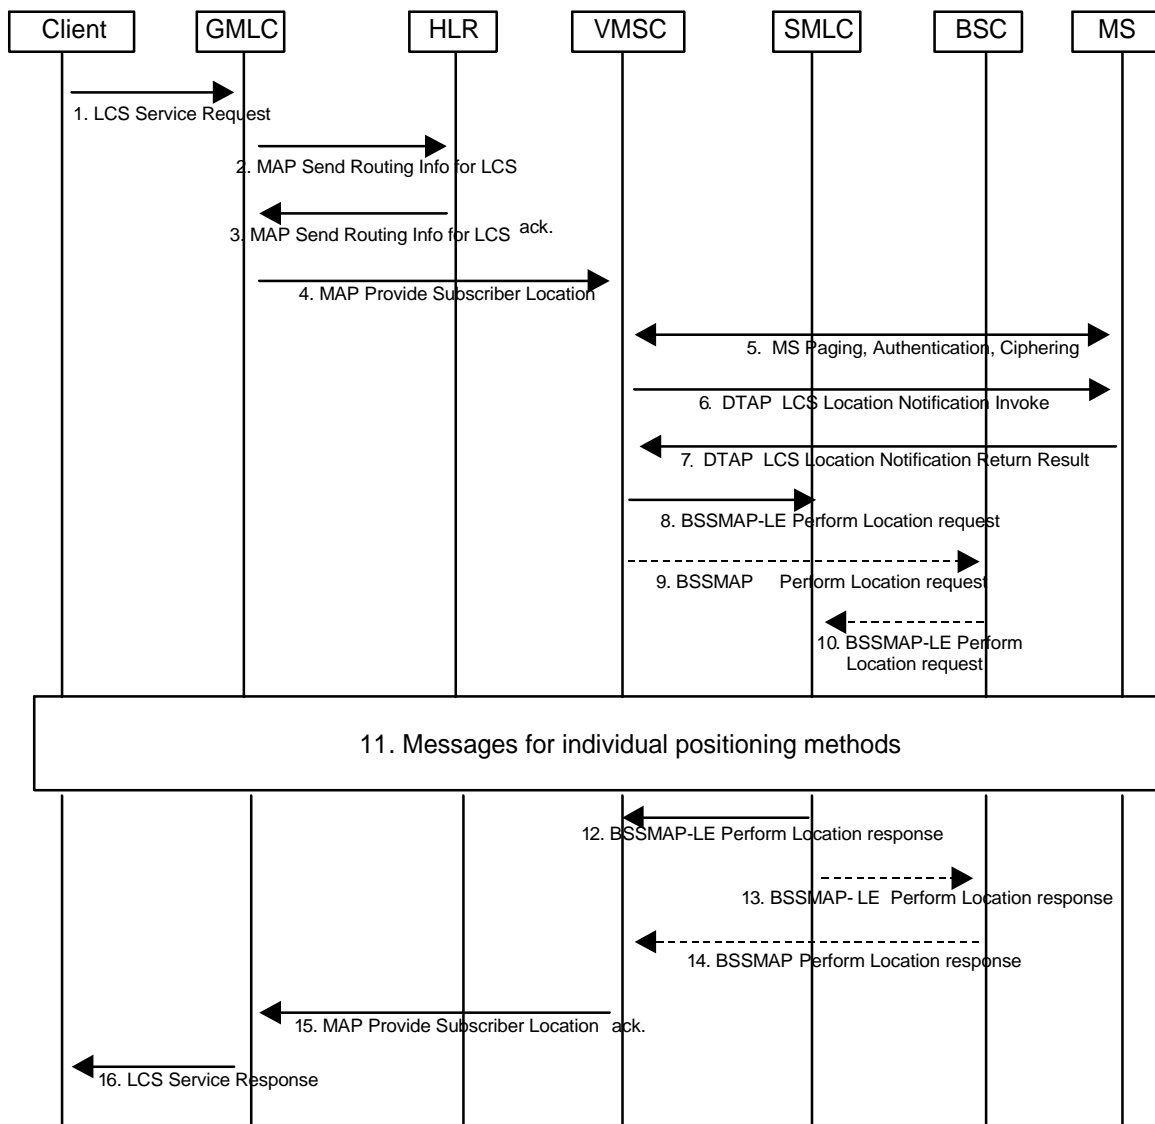 Client GMLC HLR VMSC SMLC BSC MS
1. LCS Service Request
2. MAP Send Routing Info for LCS
3. MAP Send Routing Info for LCS ack.
4. MAP Provide Subscriber Location
5. MS Paging, Authentication, Ciphering
6. DTAP LCS Location Notification Invoke
7. DTAP LCS Location Notification Return Result
8. BSSMAP-LE Perform Location request
9. BSSMAP Perform Location request
10. BSSMAP-LE Perform
Location request
11. Messages for individual positioning methods
12. BSSMAP-LE Perform Location response
13. BSSMAP- LE Perform Location response
14. BSSMAP Perform Location response
15. MAP Provide Subscriber Location ack.
16. LCS Service Response